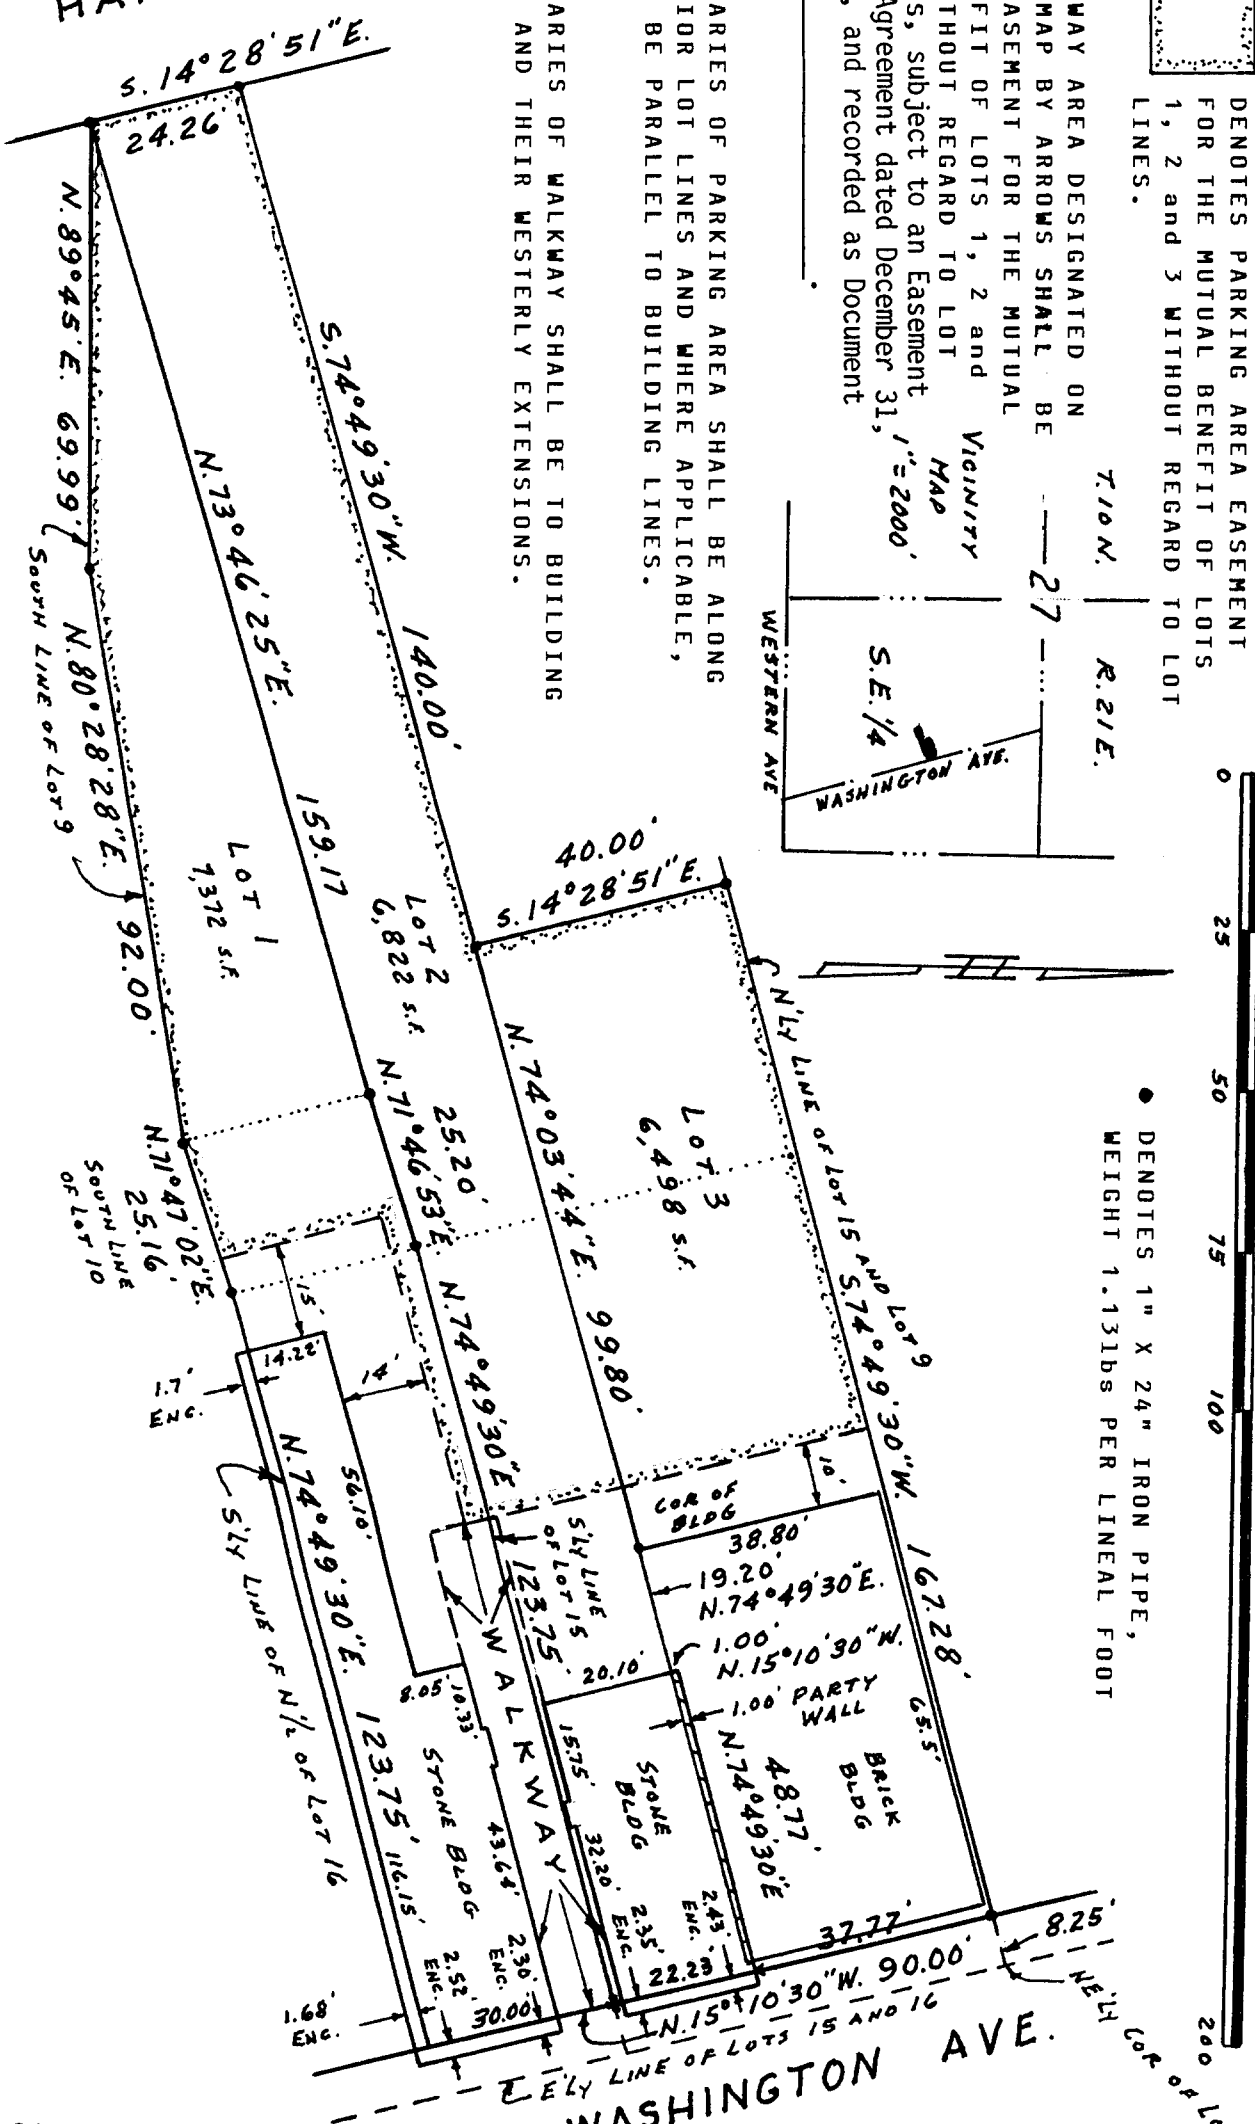 HA
DENOTES PARKING AREA EASEMENT
FOR THE MUTUAL BENEFIT OF LOTS
1, 2 and 3 WITHOUT REGARD TO LOT
LINES.
WAY AREA DESIGNATED ON
MAP BY ARROWS SHALL BE
ASEMENT FOR THE MUTUAL
FIT OF LOTS 1, 2 and
THOUT REGARD TO LOT
S, subject to an Easement
Agreement dated December 31,
, and recorded as Document
.
ARIES OF PARKING AREA SHALL BE ALONG
IOR LOT LINES AND WHERE APPLICABLE,
BE PARALLEL TO BUILDING LINES.
ARIES OF WALKWAY SHALL BE TO BUILDING
AND THEIR WESTERLY EXTENSIONS.
T.10N. R.21E.
27
VICINITY
MAP
1"=2000'
S.E.1/4
WASHINGTON AVE.
WESTERN AVE
0 25 50 75 100 200
● DENOTES 1" X 24" IRON PIPE,
WEIGHT 1.13lbs PER LINEAL FOOT
S.14°28'51"E.
24.26
S.74°49'30"W. 140.00'
N.73°46'25"E. 159.17
N.89°45'E. 69.99'
SOUTH LINE OF LOT 9
N.80°28'28"E. 92.00'
LOT 1
7,372 S.F.
LOT 2
6,822 S.F.
40.00'
S.14°28'51"E.
N'LY LINE OF LOT 15 AND LOT 9
S.74°49'30"W. 167.28'
LOT 3
6,498 S.F.
N.74°03'44"E. 99.80'
25.20'
N.71°46'53"E
N.74°49'30"E 123.75'
N.71°47'02"E.
25.16'
SOUTH LINE
OF LOT 10
15'
14.22'
14'
1.7'
ENC.
56.10'
N.74°49'30"E. 123.75'
116.15'
S'LY LINE OF N1/2 OF LOT 16
8.05'
10.33'
STONE BLDG
43.64'
2.30'
ENC.
2.52'
ENC.
1.68'
ENC.
30.00'
WALKWAY
S'LY LINE
OF LOT 15
20.10'
15.75'
STONE
BLDG
32.20'
2.35'
ENC.
2.43'
ENC.
22.23'
COR OF
BLDG
10'
38.80'
19.20'
N.74°49'30"E.
1.00'
N.15°10'30"W.
1.00' PARTY
WALL
48.77'
N.74°49'30"E
BRICK
BLDG
65.5'
37.77'
N.15°10'30"W. 90.00'
8.25'
NE'LY COR OF LO
E'LY LINE OF LOTS 15 AND 16
WASHINGTON AVE.